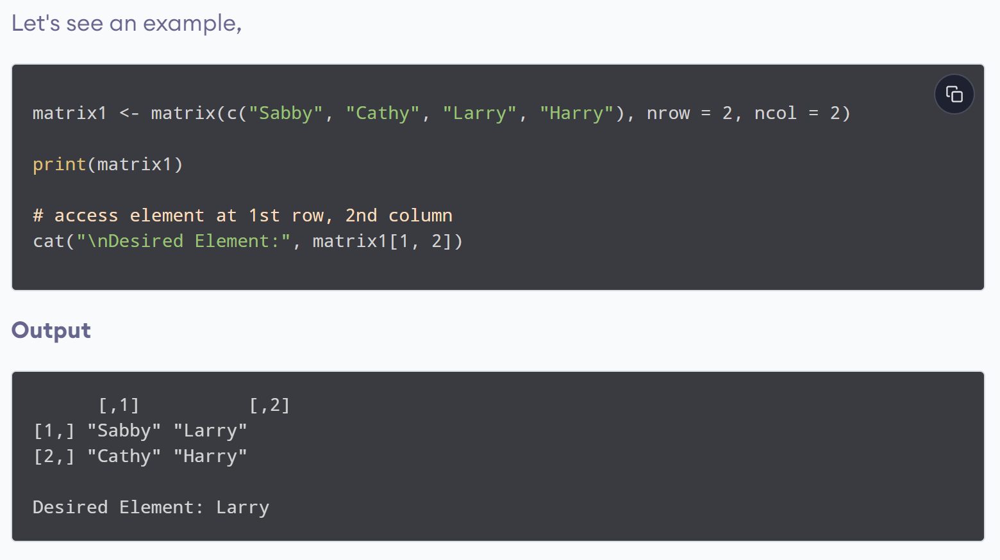 Let's see an example,
matrix1 <- matrix(c("Sabby", "Cathy", "Larry", "Harry"), nrow = 2, ncol = 2)
print(matrix1)
# access element at 1st row, 2nd column
cat("\nDesired Element:", matrix1[1, 2])
Output
      [,1]          [,2]
[1,] "Sabby" "Larry"
[2,] "Cathy" "Harry"
Desired Element: Larry